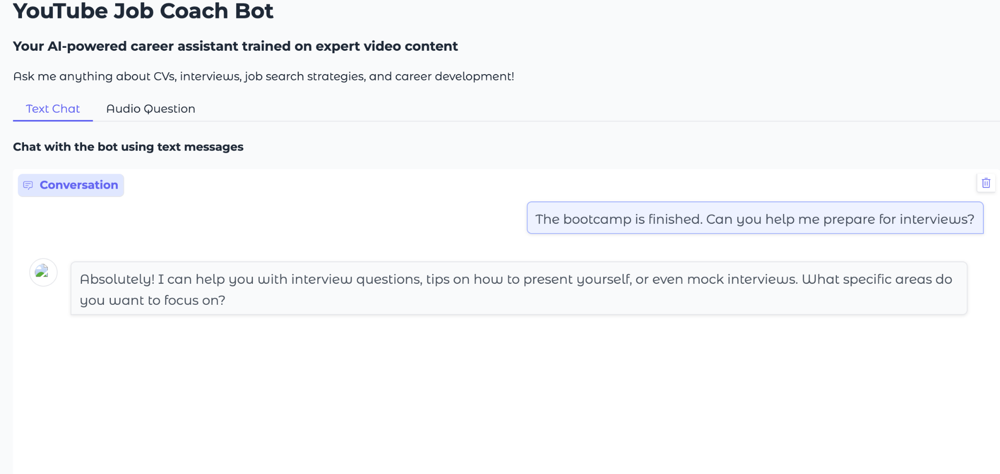 YouTube Job Coach Bot
Your AI-powered career assistant trained on expert video content
Ask me anything about CVs, interviews, job search strategies, and career development!
Text Chat
Audio Question
Chat with the bot using text messages
Conversation
The bootcamp is finished. Can you help me prepare for interviews?
Absolutely! I can help you with interview questions, tips on how to present yourself, or even mock interviews. What specific areas do
you want to focus on?